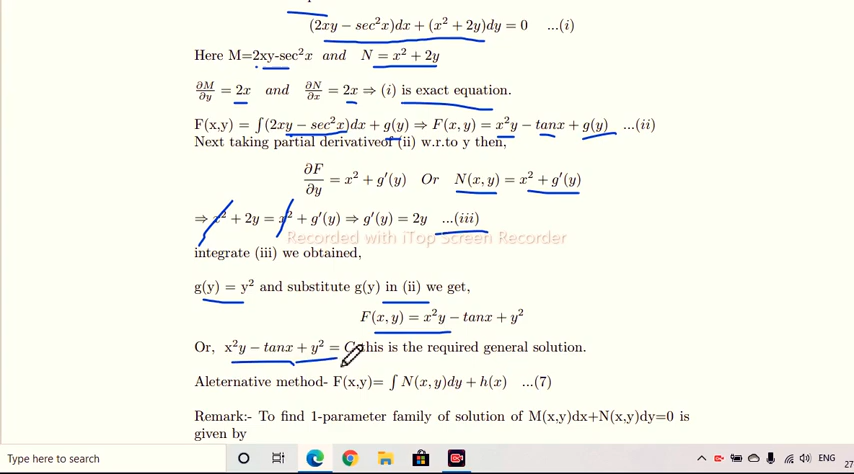 (2xy − sec²x)dx + (x² + 2y)dy = 0 ...(i)
Here M=2xy-sec²x and N = x² + 2y
∂M/∂y = 2x and ∂N/∂x = 2x ⇒ (i) is exact equation.
F(x,y) = ∫(2xy − sec²x)dx + g(y) ⇒ F(x, y) = x²y − tanx + g(y) ...(ii)
Next taking partial derivativeof (ii) w.r.to y then,
∂F/∂y = x² + g′(y) Or N(x, y) = x² + g′(y)
⇒ x² + 2y = x² + g′(y) ⇒ g′(y) = 2y ...(iii)
Recorded with iTop Screen Recorder
integrate (iii) we obtained,
g(y) = y² and substitute g(y) in (ii) we get,
F(x, y) = x²y − tanx + y²
Or, x²y − tanx + y² = C this is the required general solution.
Aleternative method- F(x,y)= ∫ N(x, y)dy + h(x) ...(7)
Remark:- To find 1-parameter family of solution of M(x,y)dx+N(x,y)dy=0 is
given by
Type here to search
ENG
27